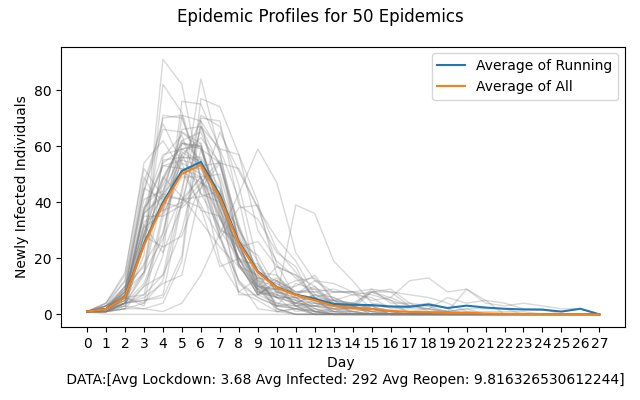 Epidemic Profiles for 50 Epidemics
Average of Running
Average of All
Newly Infected Individuals
80
60
40
20
0
0 1 2 3 4 5 6 7 8 9 10 11 12 13 14 15 16 17 18 19 20 21 22 23 24 25 26 27
Day
DATA:[Avg Lockdown: 3.68 Avg Infected: 292 Avg Reopen: 9.816326530612244]